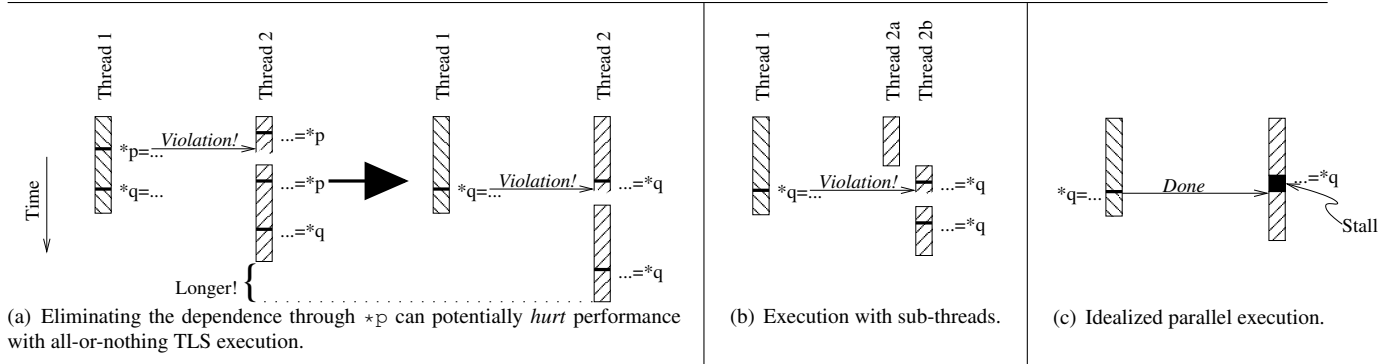 Thread 1
Thread 2
Time
*p=...
Violation!
...=*p
*q=...
...=*p
...=*q
Longer!
Thread 1
Thread 2
*q=...
Violation!
...=*q
...=*q
(a) Eliminating the dependence through *p can potentially hurt performance
with all-or-nothing TLS execution.
Thread 1
Thread 2a
Thread 2b
*q=...
Violation!
...=*q
...=*q
(b) Execution with sub-threads.
*q=...
Done
...=*q
Stall
(c) Idealized parallel execution.